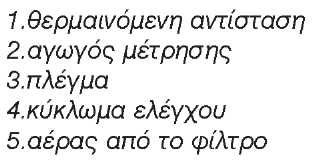 1.θερμαινόμενη αντίσταση
2.αγωγός μέτρησης
3.πλέγμα
4.κύκλωμα ελέγχου
5.αέρας από το φίλτρο